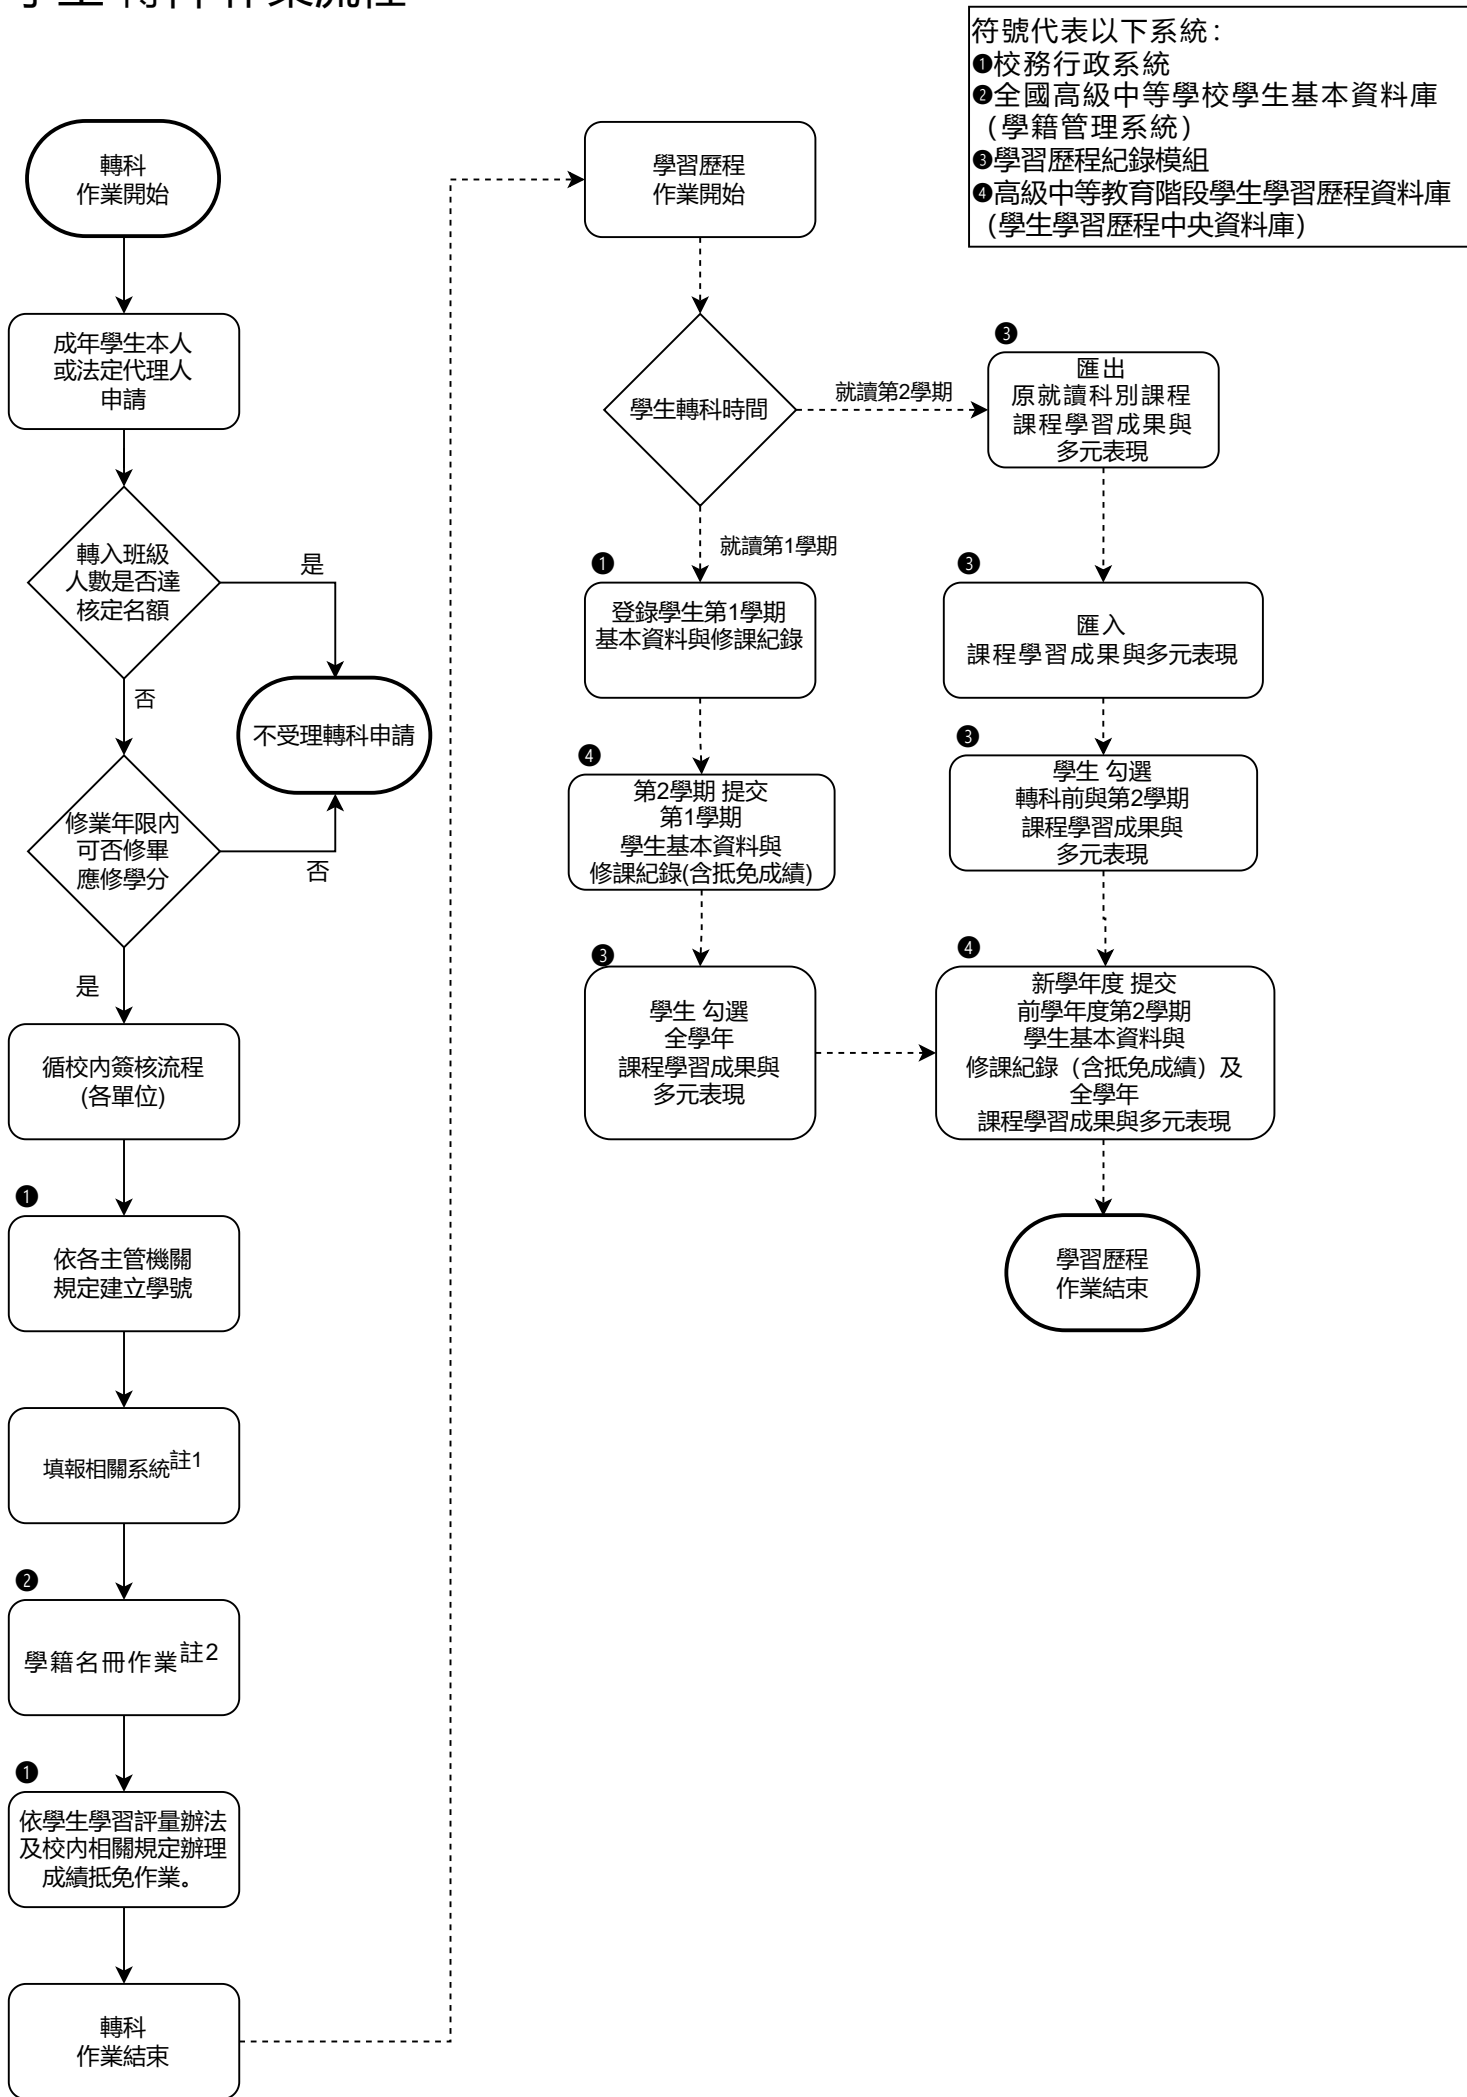 符號代表以下系統：
❶校務行政系統
❷全國高級中等學校學生基本資料庫
（學籍管理系統）
❸學習歷程紀錄模組
❹高級中等教育階段學生學習歷程資料庫
（學生學習歷程中央資料庫）
轉科
作業開始
成年學生本人
或法定代理人
申請
轉入班級
人數是否達
核定名額
是
否
不受理轉科申請
修業年限內
可否修畢
應修學分
否
是
循校內簽核流程
(各單位)
❶
依各主管機關
規定建立學號
填報相關系統註1
❷
學籍名冊作業註2
❶
依學生學習評量辦法
及校內相關規定辦理
成績抵免作業。
轉科
作業結束
學習歷程
作業開始
學生轉科時間
就讀第2學期
就讀第1學期
❶
登錄學生第1學期
基本資料與修課紀錄
❹
第2學期 提交
第1學期
學生基本資料與
修課紀錄(含抵免成績)
❸
學生 勾選
全學年
課程學習成果與
多元表現
❸
匯出
原就讀科別課程
課程學習成果與
多元表現
❸
匯入
課程學習成果與多元表現
❸
學生 勾選
轉科前與第2學期
課程學習成果與
多元表現
❹
新學年度 提交
前學年度第2學期
學生基本資料與
修課紀錄（含抵免成績）及
全學年
課程學習成果與多元表現
學習歷程
作業結束